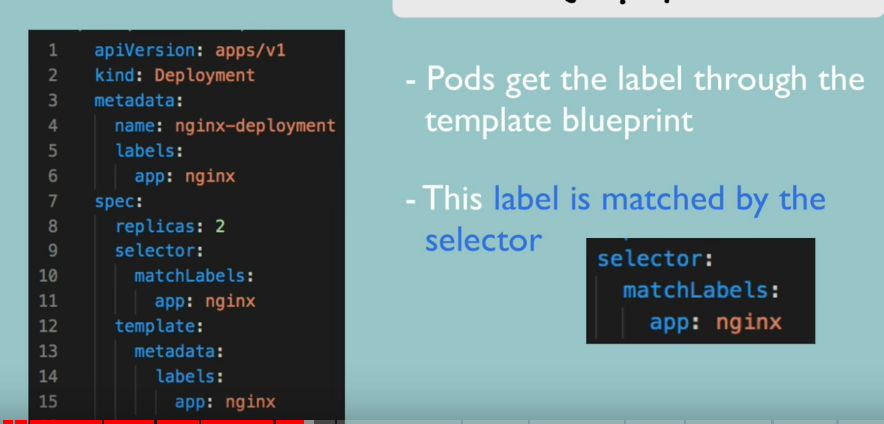 1 apiVersion: apps/v1
2 kind: Deployment
3 metadata:
4 name: nginx-deployment
5 labels:
6 app: nginx
7 spec:
8 replicas: 2
9 selector:
10 matchLabels:
11 app: nginx
12 template:
13 metadata:
14 labels:
15 app: nginx
- Pods get the label through the
template blueprint
- This label is matched by the
selector
selector:
matchLabels:
app: nginx